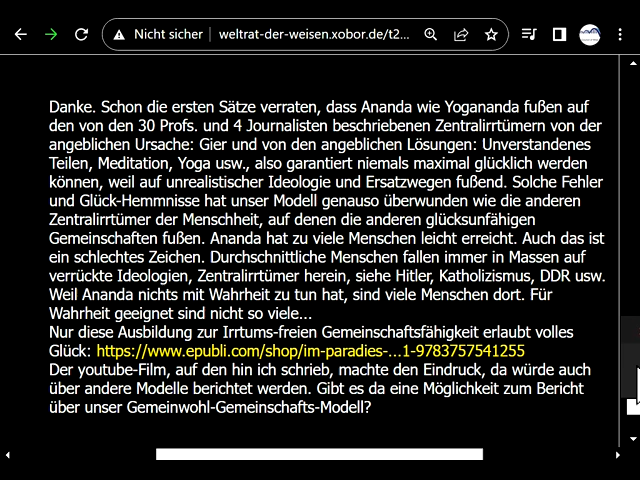 Nicht sicher weltrat-der-weisen.xobor.de/t2...
Danke. Schon die ersten Sätze verraten, dass Ananda wie Yogananda fußen auf
den von den 30 Profs. und 4 Journalisten beschriebenen Zentralirrtümern von der
angeblichen Ursache: Gier und von den angeblichen Lösungen: Unverstandenes
Teilen, Meditation, Yoga usw., also garantiert niemals maximal glücklich werden
können, weil auf unrealistischer Ideologie und Ersatzwegen fußend. Solche Fehler
und Glück-Hemmnisse hat unser Modell genauso überwunden wie die anderen
Zentralirrtümer der Menschheit, auf denen die anderen glücksunfähigen
Gemeinschaften fußen. Ananda hat zu viele Menschen leicht erreicht. Auch das ist
ein schlechtes Zeichen. Durchschnittliche Menschen fallen immer in Massen auf
verrückte Ideologien, Zentralirrtümer herein, siehe Hitler, Katholizismus, DDR usw.
Weil Ananda nichts mit Wahrheit zu tun hat, sind viele Menschen dort. Für
Wahrheit geeignet sind nicht so viele...
Nur diese Ausbildung zur Irrtums-freien Gemeinschaftsfähigkeit erlaubt volles
Glück: https://www.epubli.com/shop/im-paradies-...1-9783757541255
Der youtube-Film, auf den hin ich schrieb, machte den Eindruck, da würde auch
über andere Modelle berichtet werden. Gibt es da eine Möglichkeit zum Bericht
über unser Gemeinwohl-Gemeinschafts-Modell?